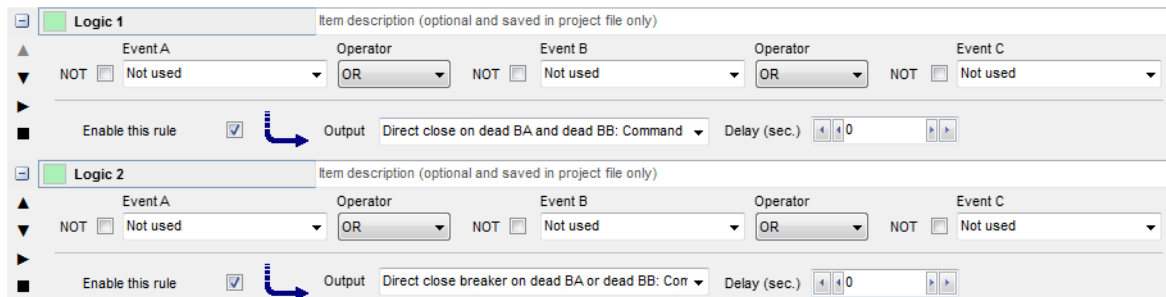 Logic 1 Item description (optional and saved in project file only)
Event A Operator Event B Operator Event C
NOT Not used OR NOT Not used OR NOT Not used
Enable this rule Output Direct close on dead BA and dead BB: Command Delay (sec.) 0
Logic 2 Item description (optional and saved in project file only)
Event A Operator Event B Operator Event C
NOT Not used OR NOT Not used OR NOT Not used
Enable this rule Output Direct close breaker on dead BA or dead BB: Com Delay (sec.) 0